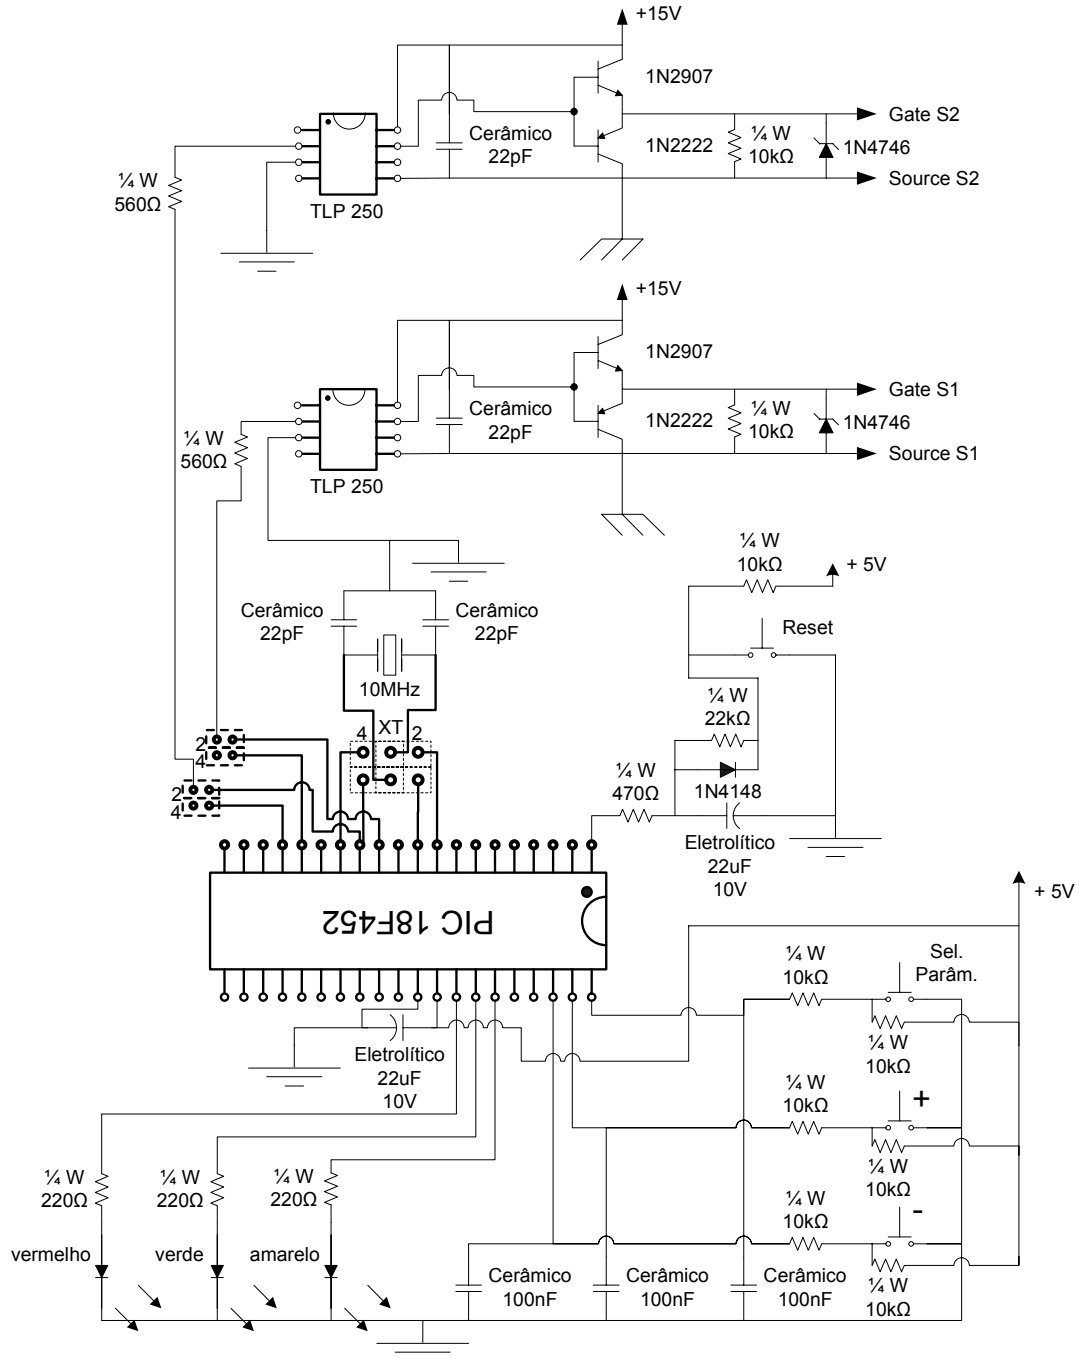 +15V
1N2907
Gate S2
Cerâmico
22pF
1N2222
¼ W
10kΩ
1N4746
Source S2
¼ W
560Ω
TLP 250
+15V
1N2907
Gate S1
Cerâmico
22pF
1N2222
¼ W
10kΩ
1N4746
Source S1
¼ W
560Ω
TLP 250
¼ W
10kΩ
+ 5V
Cerâmico
22pF
Cerâmico
22pF
Reset
10MHz
¼ W
22kΩ
4
XT
2
2
4
1N4148
¼ W
470Ω
2
4
Eletrolítico
22uF
10V
PIC 18F452
+ 5V
¼ W
10kΩ
Sel.
Parâm.
¼ W
10kΩ
Eletrolítico
22uF
10V
¼ W
10kΩ
+
¼ W
10kΩ
¼ W
220Ω
¼ W
220Ω
¼ W
220Ω
¼ W
10kΩ
-
vermelho
verde
amarelo
Cerâmico
100nF
Cerâmico
100nF
Cerâmico
100nF
¼ W
10kΩ